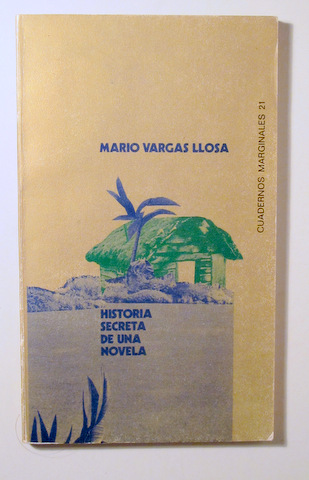 MARIO VARGAS LLOSA
CUADERNOS MARGINALES 21
HISTORIA
SECRETA
DE UNA
NOVELA